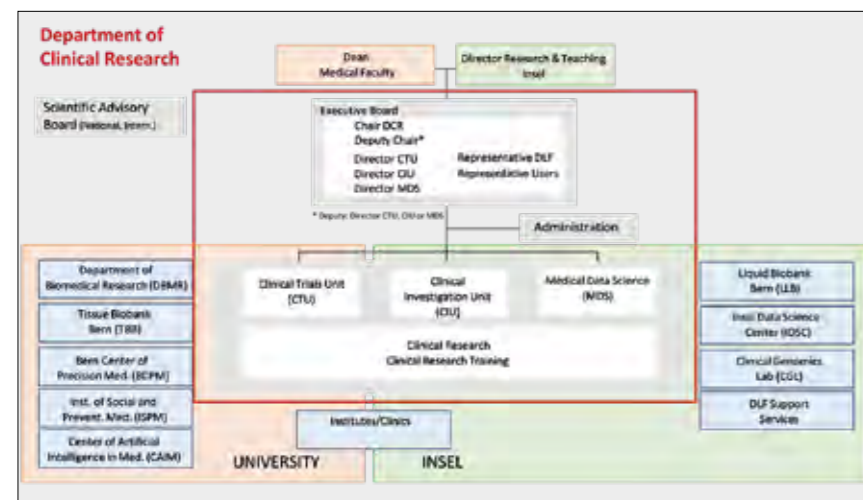 Department of
Clinical Research
Dean
Medical Faculty
Director Research & Teaching
Insel
Scientific Advisory
Board (National, Intern.)
Executive Board
Chair DCR
Deputy Chair*
Director CTU
Director CIU
Director MDS
Representative DLF
Representative Users
* Deputy: Director CTU, CIU or MDS
Administration
Department of
Biomedical Research (DBMR)
Tissue Biobank
Bern (TBB)
Bern Center of
Precision Med. (BCPM)
Inst. of Social and
Prevent. Med. (ISPM)
Center of Artificial
Intelligence in Med. (CAIM)
Clinical Trials Unit
(CTU)
Clinical
Investigation Unit
(CIU)
Medical Data Science
(MDS)
Clinical Research
Clinical Research Training
Liquid Biobank
Bern (LBB)
Insel Data Science
Center (IDSC)
Clinical Genomics
Lab (CGL)
DLF Support
Services
Institutes/Clinics
UNIVERSITY
INSEL